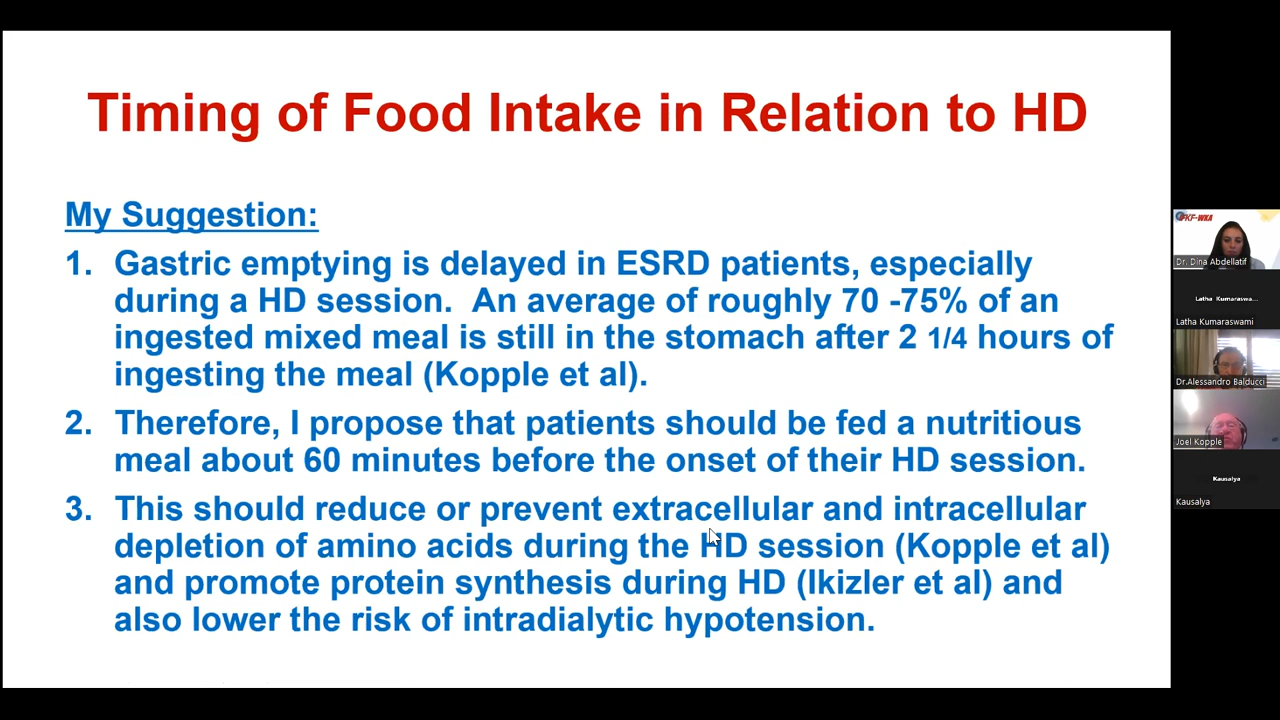 Timing of Food Intake in Relation to HD
My Suggestion:
1. Gastric emptying is delayed in ESRD patients, especially
during a HD session.  An average of roughly 70 -75% of an
ingested mixed meal is still in the stomach after 2 1/4 hours of
ingesting the meal (Kopple et al).
2. Therefore, I propose that patients should be fed a nutritious
meal about 60 minutes before the onset of their HD session.
3. This should reduce or prevent extracellular and intracellular
depletion of amino acids during the HD session (Kopple et al)
and promote protein synthesis during HD (Ikizler et al) and
also lower the risk of intradialytic hypotension.
IFKF-WKA
Dr. Dina Abdellatif
Latha Kumaraswa...
Latha Kumaraswami
Dr.Alessandro Balducci
Joel Kopple
Kausalya
Kausalya